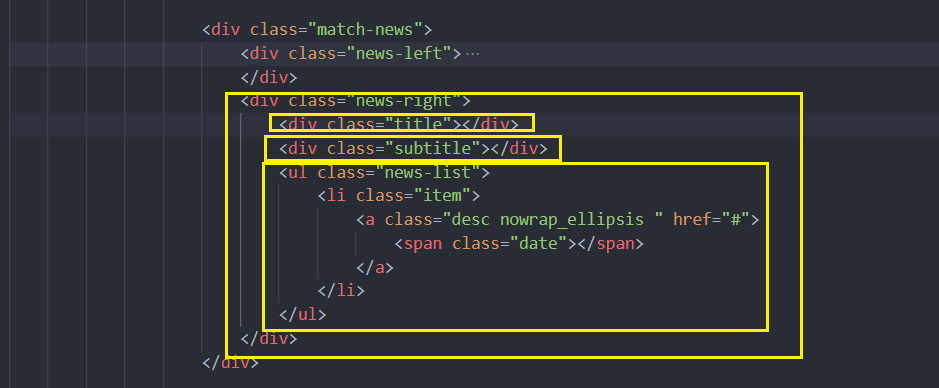 <div class="match-news">
<div class="news-left">…
</div>
<div class="news-right">
<div class="title"></div>
<div class="subtitle"></div>
<ul class="news-list">
<li class="item">
<a class="desc nowrap_ellipsis " href="#">
<span class="date"></span>
</a>
</li>
</ul>
</div>
</div>